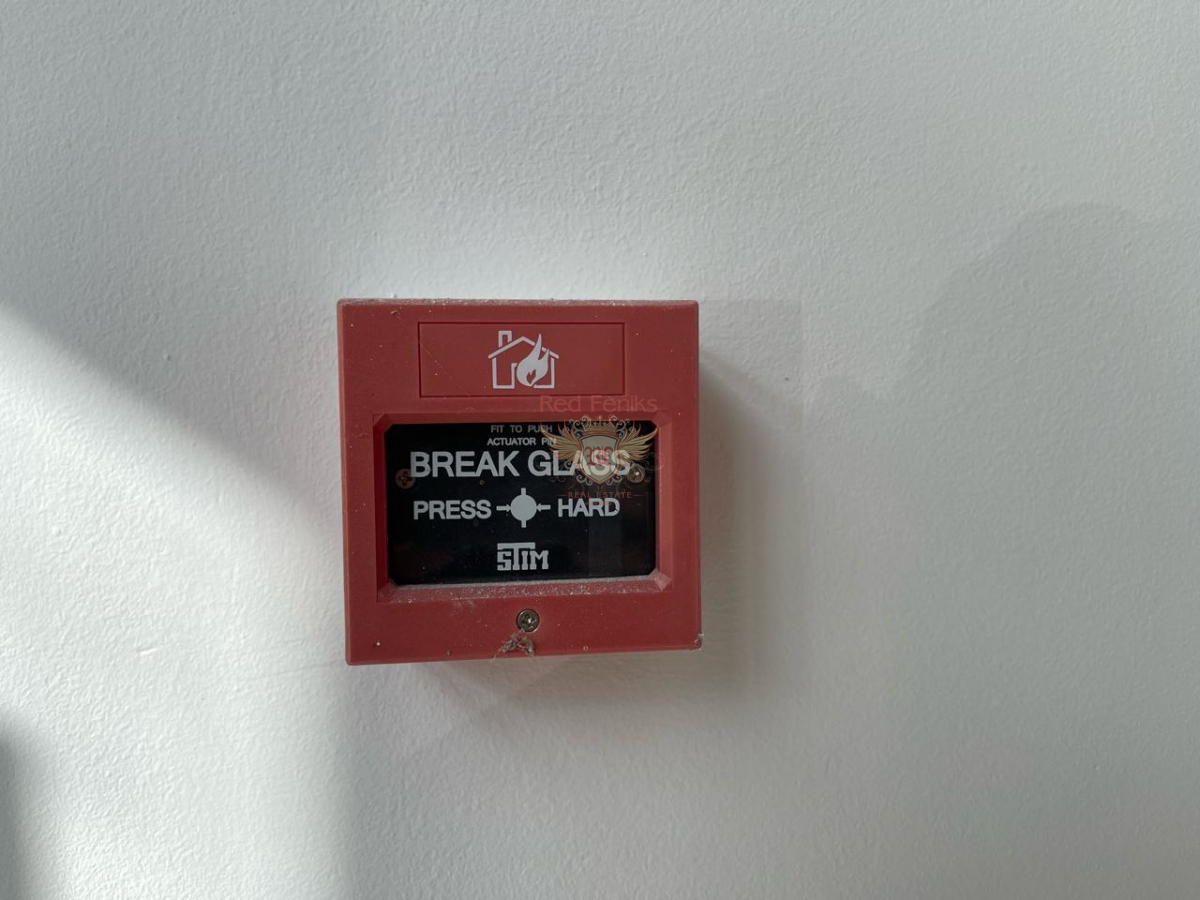 Red Feniks
FIT TO PUSH
ACTUATOR PIN
BREAK GLASS
REAL ESTATE
PRESS HARD
STIM